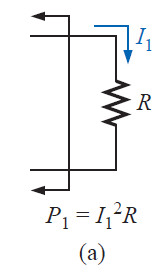 I₁
R
P₁ = I₁²R
(a)